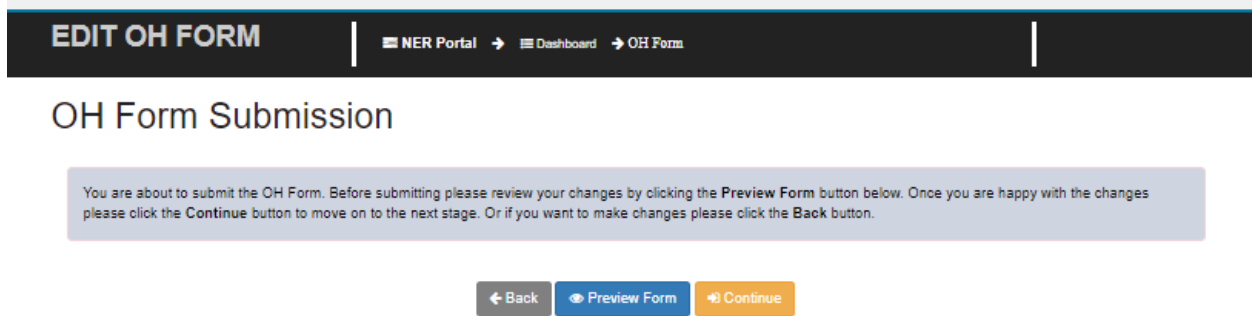 EDIT OH FORM
NER Portal → Dashboard → OH Form
OH Form Submission
You are about to submit the OH Form. Before submitting please review your changes by clicking the Preview Form button below. Once you are happy with the changes
please click the Continue button to move on to the next stage. Or if you want to make changes please click the Back button.
Back Preview Form Continue